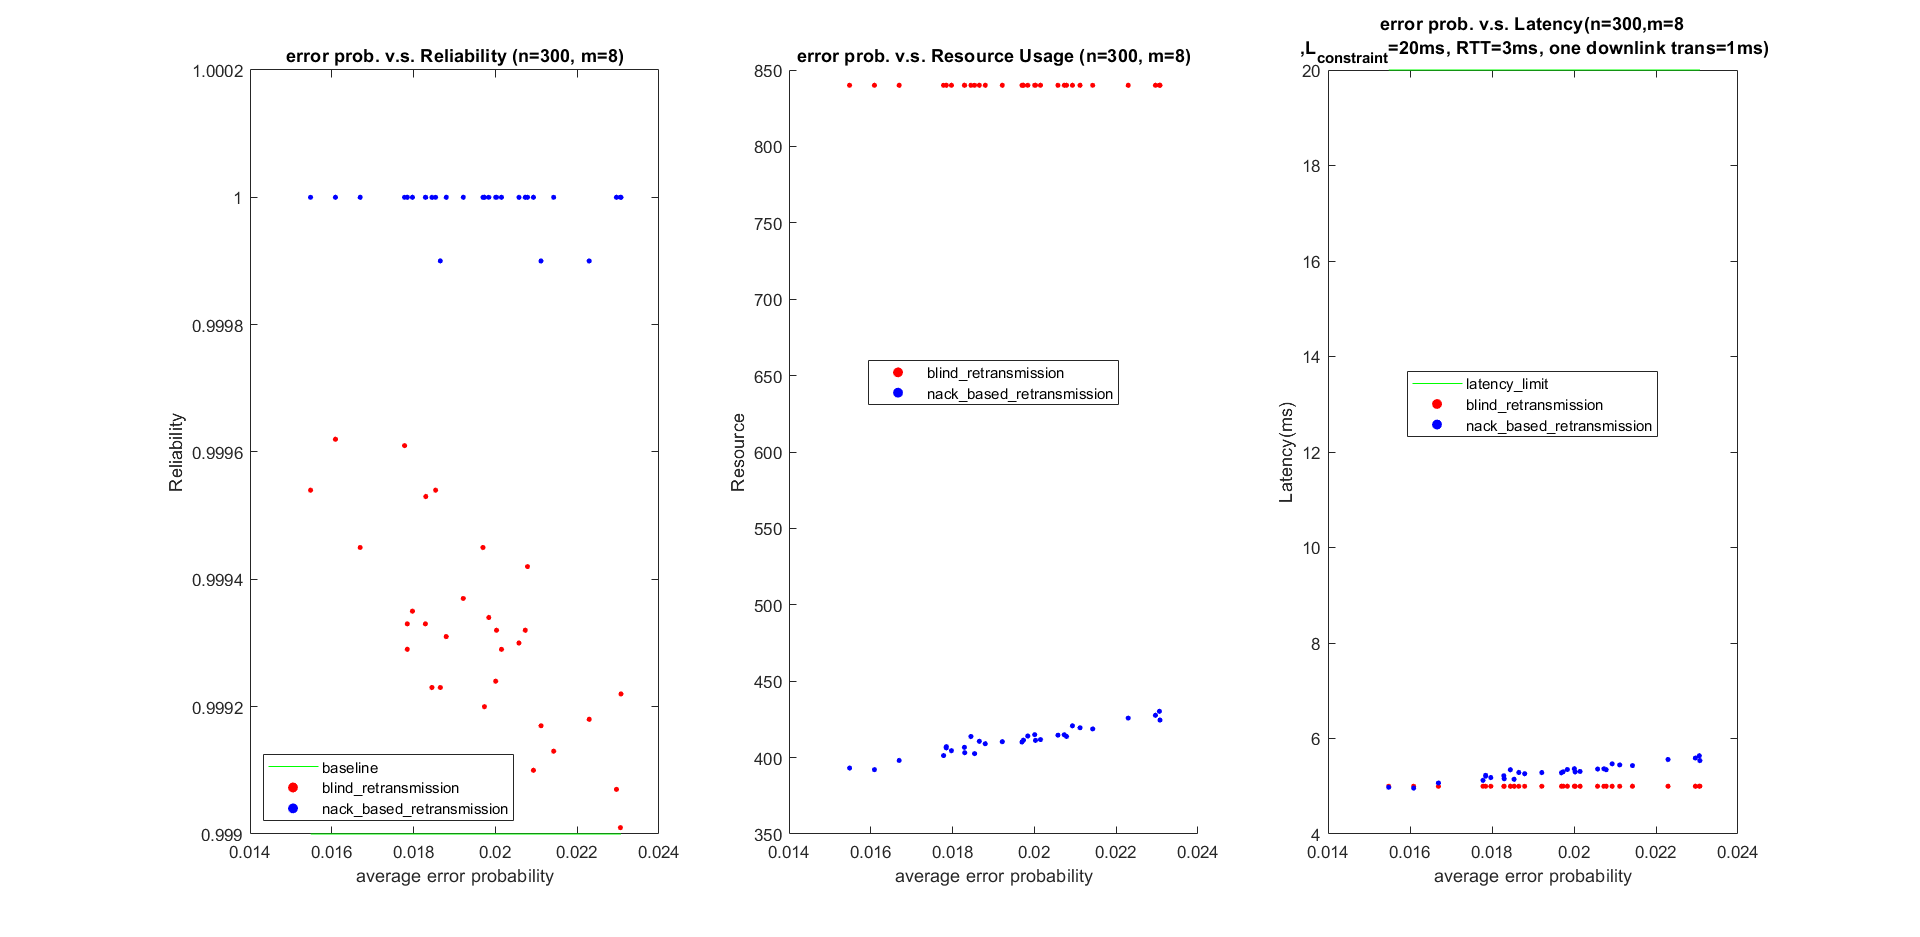 error prob. v.s. Reliability (n=300, m=8)
1.0002
1
0.9998
0.9996
0.9994
0.9992
0.999
Reliability
baseline
blind_retransmission
nack_based_retransmission
0.014 0.016 0.018 0.02 0.022 0.024
average error probability
error prob. v.s. Resource Usage (n=300, m=8)
850
800
750
700
650
600
550
500
450
400
350
Resource
blind_retransmission
nack_based_retransmission
0.014 0.016 0.018 0.02 0.022 0.024
average error probability
error prob. v.s. Latency(n=300,m=8
,Lconstraint=20ms, RTT=3ms, one downlink trans=1ms)
20
18
16
14
12
10
8
6
4
Latency(ms)
latency_limit
blind_retransmission
nack_based_retransmission
0.014 0.016 0.018 0.02 0.022 0.024
average error probability